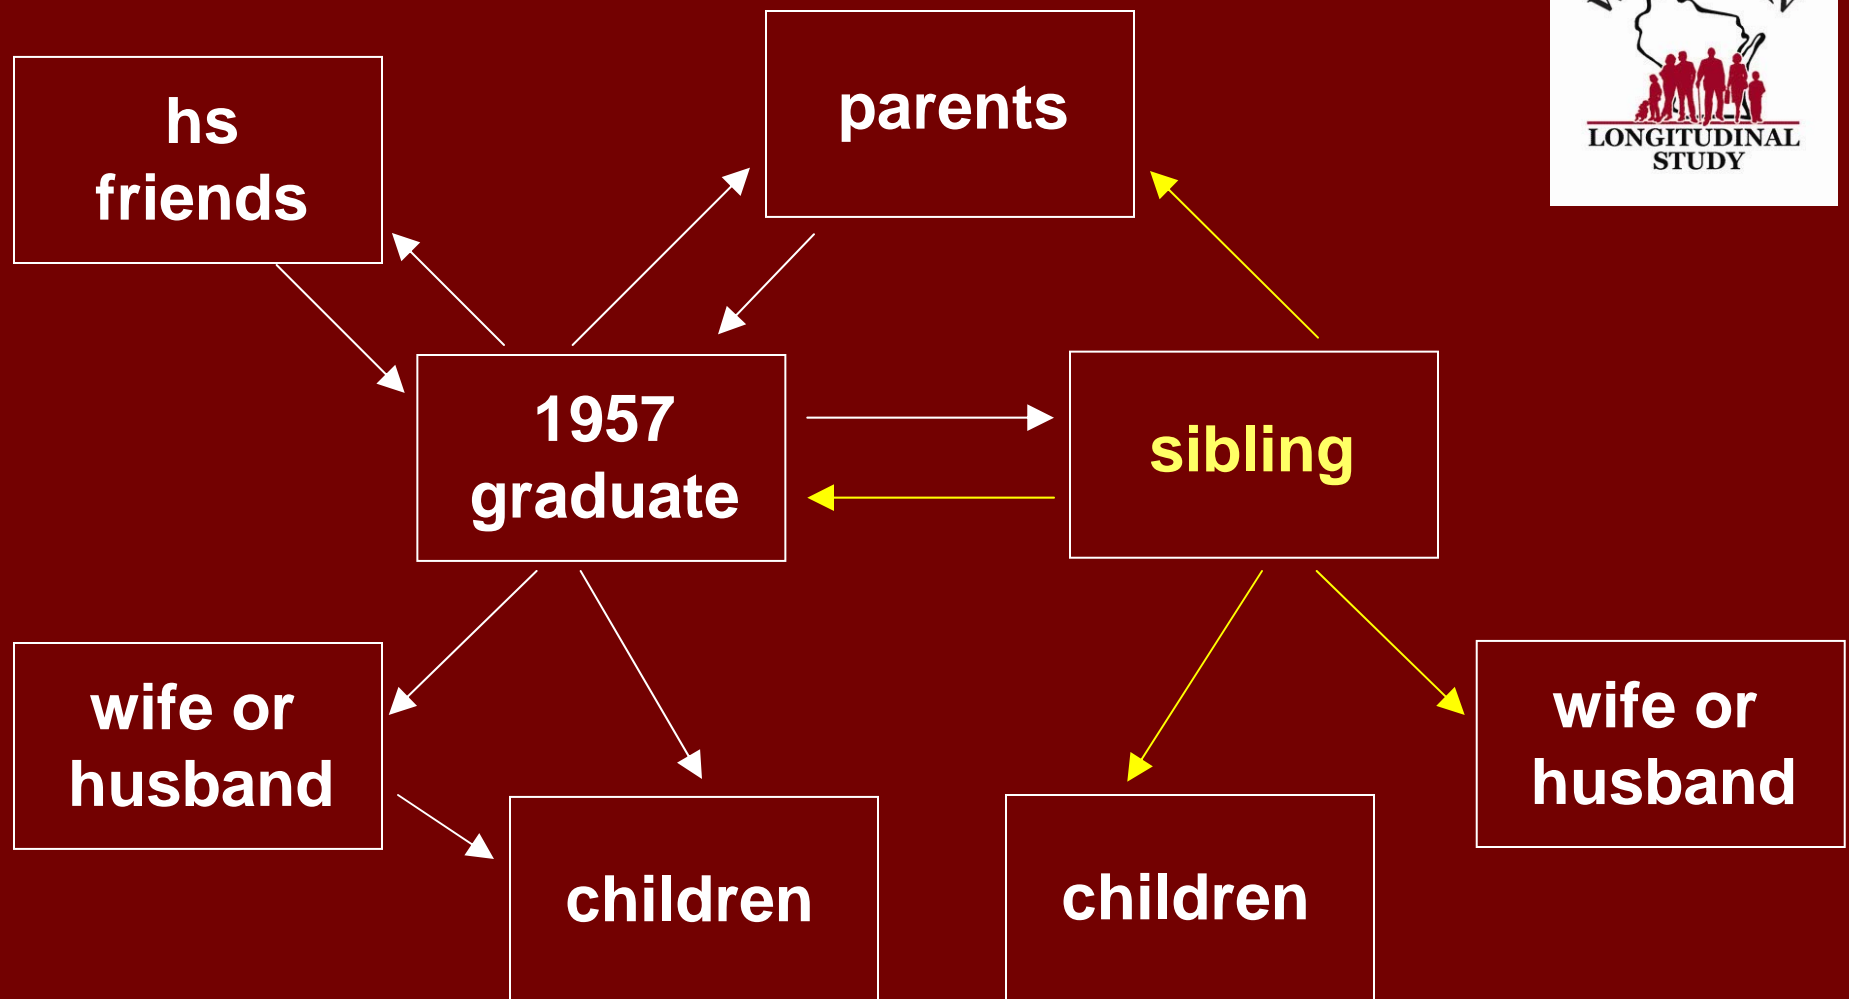 hs
friends
parents
LONGITUDINAL
STUDY
1957
graduate
sibling
wife or
husband
children
children
wife or
husband